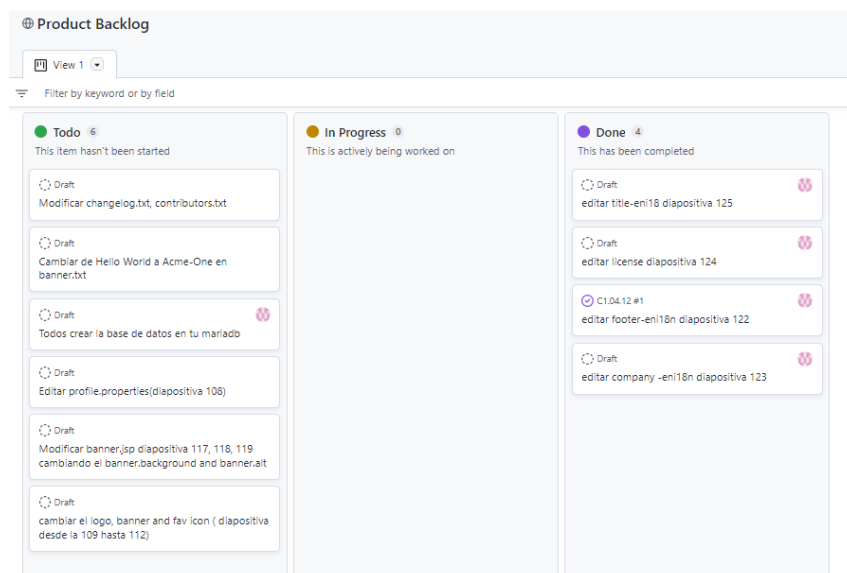 Product Backlog
View 1
Filter by keyword or by field
Todo 6
This item hasn't been started
Draft
Modificar changelog.txt, contributors.txt
Draft
Cambiar de Hello World a Acme-One en
banner.txt
Draft
Todos crear la base de datos en tu mariadb
Draft
Editar profile.properties(diapositiva 108)
Draft
Modificar banner.jsp diapositiva 117, 118, 119
cambiando el banner.background and banner.alt
Draft
cambiar el logo, banner and fav icon ( diapositiva
desde la 109 hasta 112)
In Progress 0
This is actively being worked on
Done 4
This has been completed
Draft
editar title-eni18 diapositiva 125
Draft
editar license diapositiva 124
C1.04.12 #1
editar footer-eni18n diapositiva 122
Draft
editar company -eni18n diapositiva 123